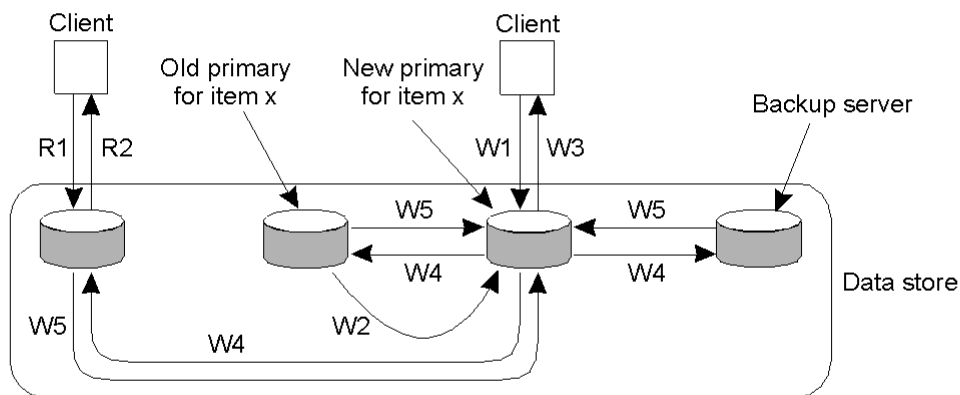 Client
Client
Old primary
for item x
New primary
for item x
Backup server
R1
R2
W1
W3
W5
W5
W4
W4
Data store
W5
W2
W4